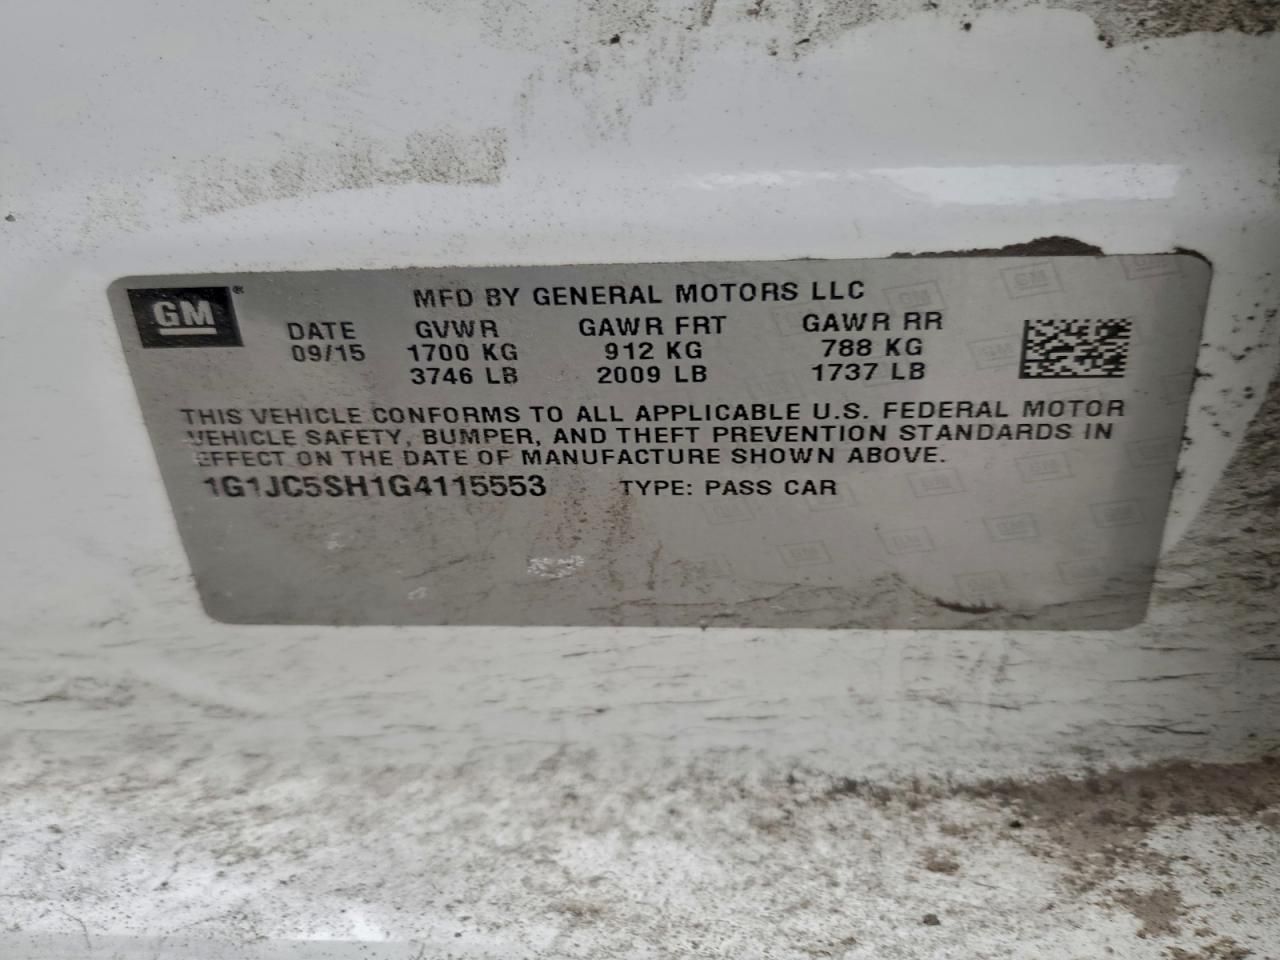 GM®
MFD BY GENERAL MOTORS LLC
DATE GVWR GAWR FRT GAWR RR
09/15 1700 KG 912 KG 788 KG
3746 LB 2009 LB 1737 LB
THIS VEHICLE CONFORMS TO ALL APPLICABLE U.S. FEDERAL MOTOR
VEHICLE SAFETY, BUMPER, AND THEFT PREVENTION STANDARDS IN
EFFECT ON THE DATE OF MANUFACTURE SHOWN ABOVE.
1G1JC5SH1G4115553 TYPE: PASS CAR